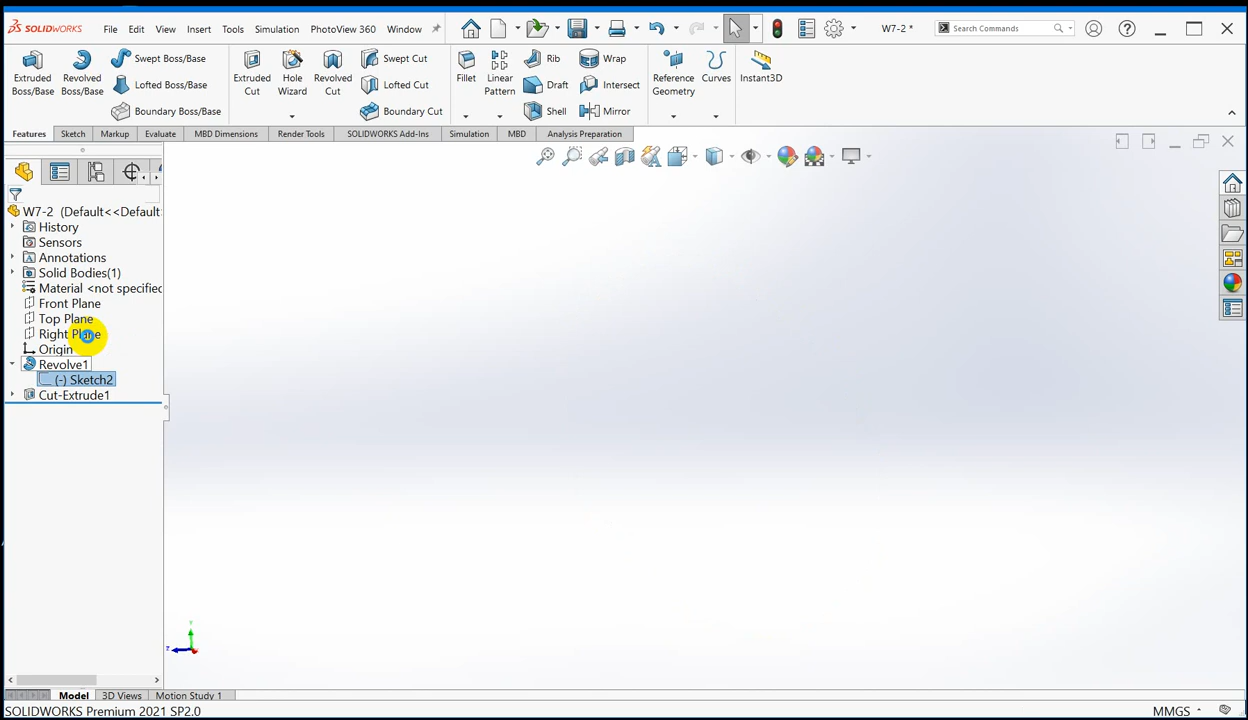 SOLIDWORKS File Edit View Insert Tools Simulation PhotoView 360 Window W7-2 * Search Commands
Extruded Boss/Base
Revolved Boss/Base
Swept Boss/Base
Lofted Boss/Base
Boundary Boss/Base
Extruded Cut
Hole Wizard
Revolved Cut
Swept Cut
Lofted Cut
Boundary Cut
Fillet
Linear Pattern
Rib
Draft
Shell
Wrap
Intersect
Mirror
Reference Geometry
Curves
Instant3D
Features Sketch Markup Evaluate MBD Dimensions Render Tools SOLIDWORKS Add-Ins Simulation MBD Analysis Preparation
W7-2 (Default<<Default
History
Sensors
Annotations
Solid Bodies(1)
Material <not specified
Front Plane
Top Plane
Right Plane
Origin
Revolve1
(-) Sketch2
Cut-Extrude1
Y
Z
Model 3D Views Motion Study 1
SOLIDWORKS Premium 2021 SP2.0 MMGS